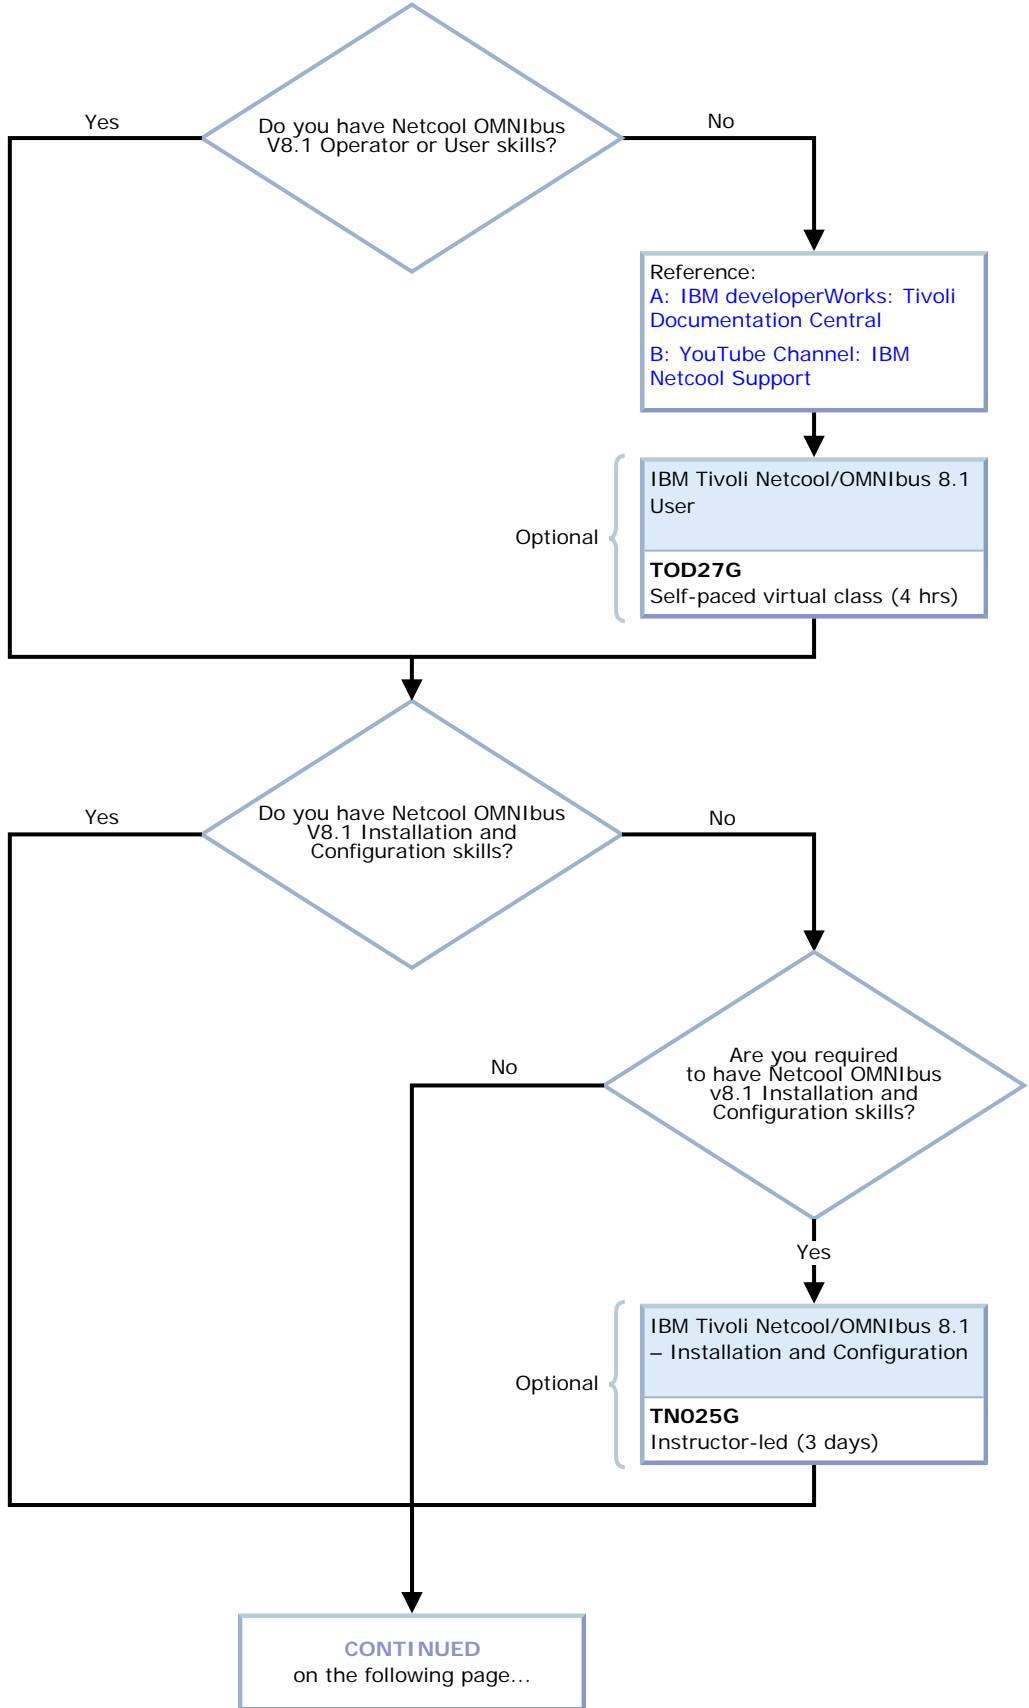 Do you have Netcool OMNIbus
V8.1 Operator or User skills?
Yes
No
Reference:
A: IBM developerWorks: Tivoli
Documentation Central
B: YouTube Channel: IBM
Netcool Support
Optional
IBM Tivoli Netcool/OMNIbus 8.1
User
TOD27G
Self-paced virtual class (4 hrs)
Do you have Netcool OMNIbus
V8.1 Installation and
Configuration skills?
Yes
No
Are you required
to have Netcool OMNIbus
v8.1 Installation and
Configuration skills?
No
Yes
Optional
IBM Tivoli Netcool/OMNIbus 8.1
– Installation and Configuration
TN025G
Instructor-led (3 days)
CONTINUED
on the following page...